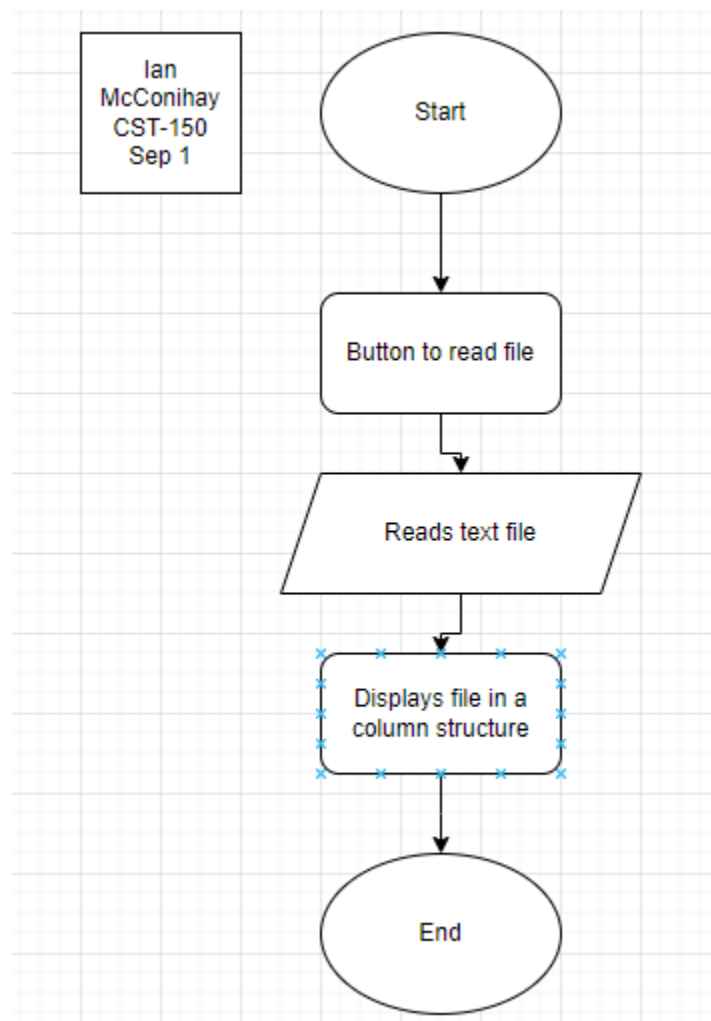 Ian
McConihay
CST-150
Sep 1
Start
Button to read file
Reads text file
Displays file in a
column structure
End